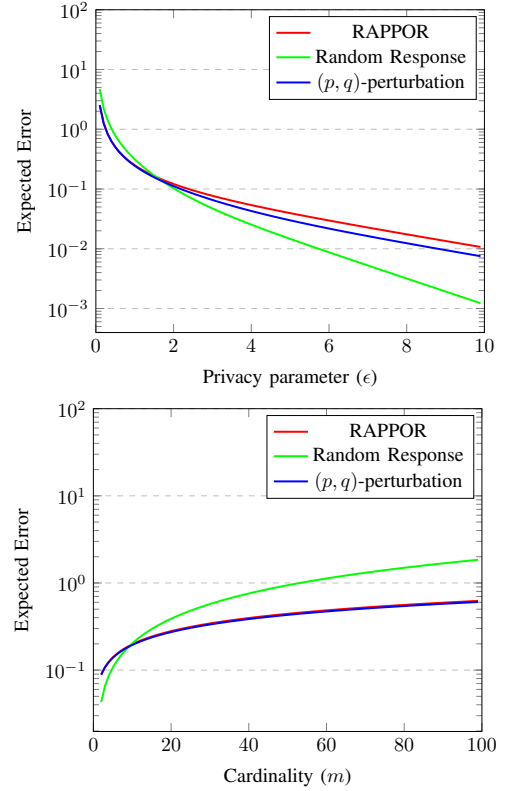 10^2
10^1
10^0
10^{-1}
10^{-2}
10^{-3}
Expected Error
RAPPOR
Random Response
(p, q)-perturbation
0 2 4 6 8 10
Privacy parameter (ϵ)
10^2
10^1
10^0
10^{-1}
Expected Error
RAPPOR
Random Response
(p, q)-perturbation
0 20 40 60 80 100
Cardinality (m)